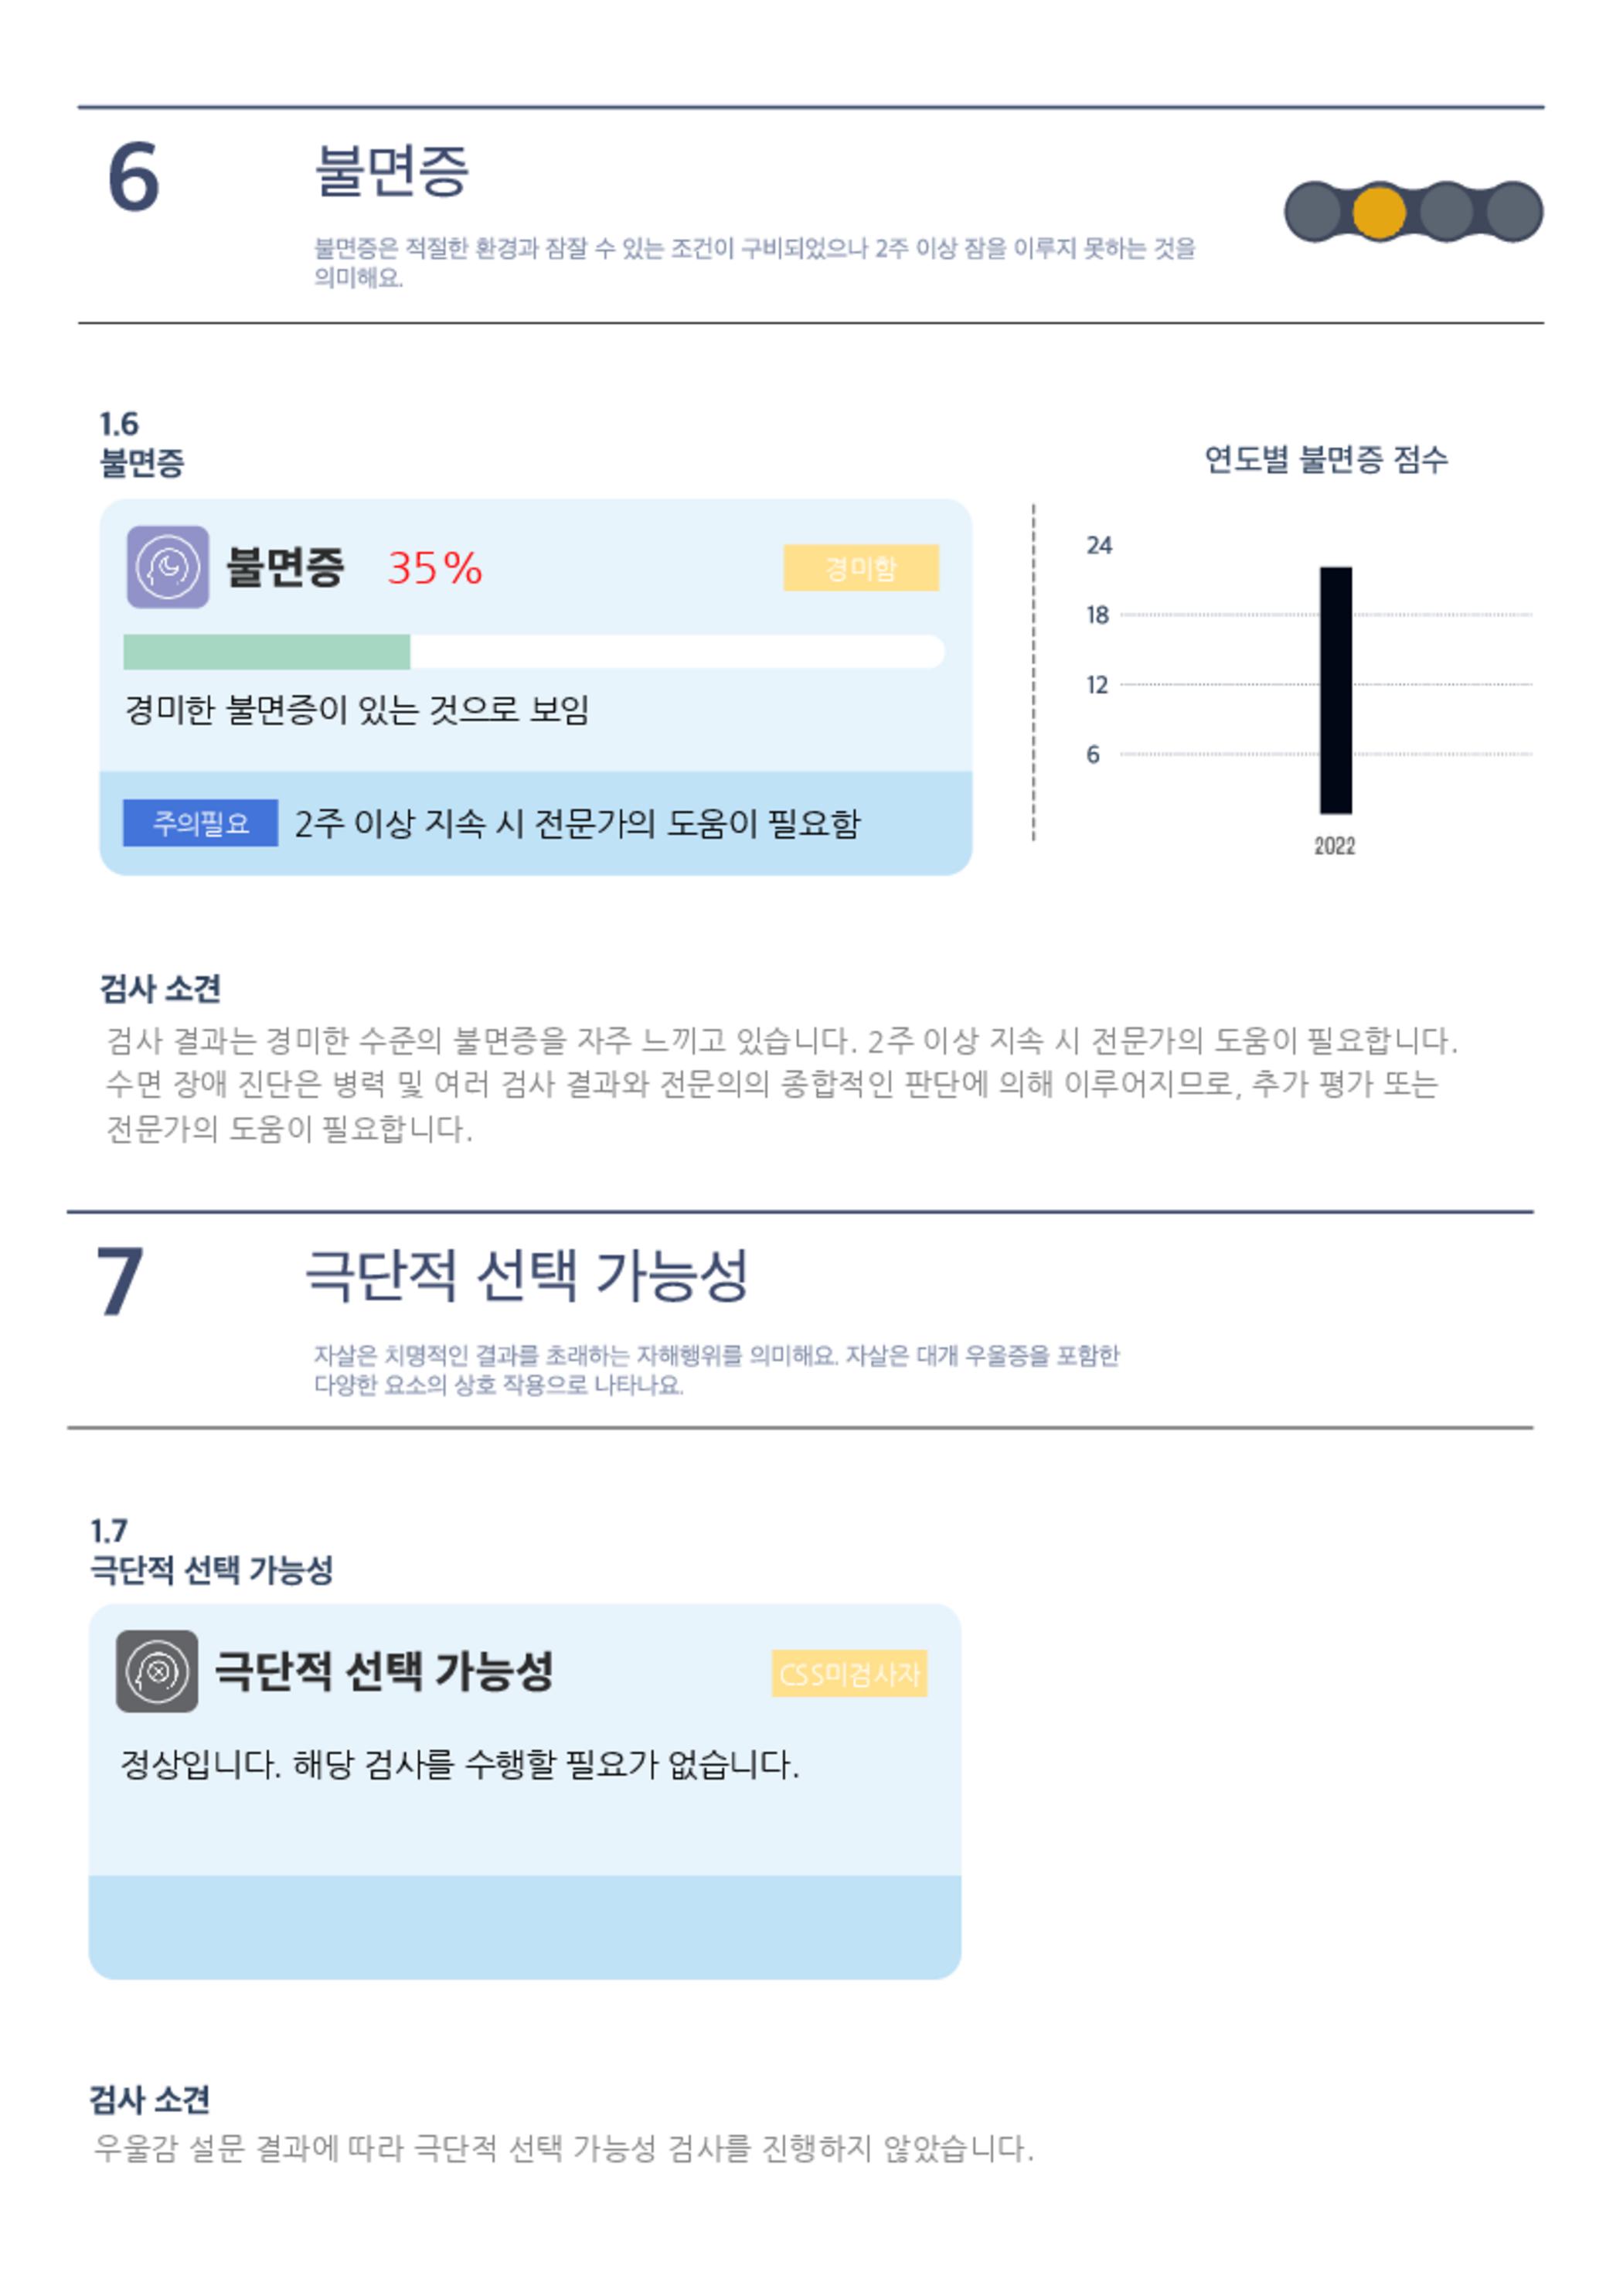 6
불면증
불면증은 적절한 환경과 잠잘 수 있는 조건이 구비되었으나 2주 이상 잠을 이루지 못하는 것을
의미해요.
1.6
불면증
불면증 35%
경미함
경미한 불면증이 있는 것으로 보임
주의필요 2주 이상 지속 시 전문가의 도움이 필요함
연도별 불면증 점수
24
18
12
6
2022
검사 소견
검사 결과는 경미한 수준의 불면증을 자주 느끼고 있습니다. 2주 이상 지속 시 전문가의 도움이 필요합니다.
수면 장애 진단은 병력 및 여러 검사 결과와 전문의의 종합적인 판단에 의해 이루어지므로, 추가 평가 또는
전문가의 도움이 필요합니다.
7
극단적 선택 가능성
자살은 치명적인 결과를 초래하는 자해행위를 의미해요. 자살은 대개 우울증을 포함한
다양한 요소의 상호 작용으로 나타나요.
1.7
극단적 선택 가능성
극단적 선택 가능성
CSS미검사자
정상입니다. 해당 검사를 수행할 필요가 없습니다.
검사 소견
우울감 설문 결과에 따라 극단적 선택 가능성 검사를 진행하지 않았습니다.